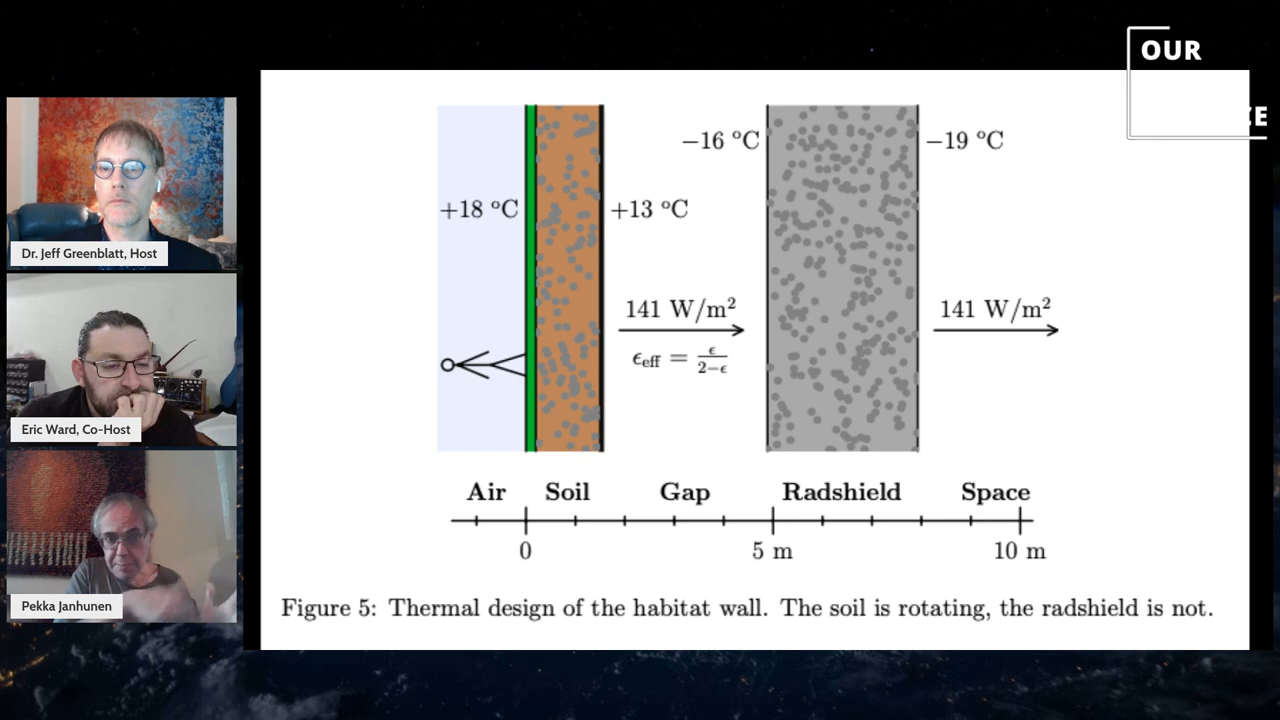 OUR
Dr. Jeff Greenblatt, Host
Eric Ward, Co-Host
Pekka Janhunen
−16 °C
−19 °C
+18 °C
+13 °C
141 W/m²
141 W/m²
ϵeff = ϵ/2−ϵ
Air Soil Gap Radshield Space
0 5 m 10 m
Figure 5: Thermal design of the habitat wall. The soil is rotating, the radshield is not.